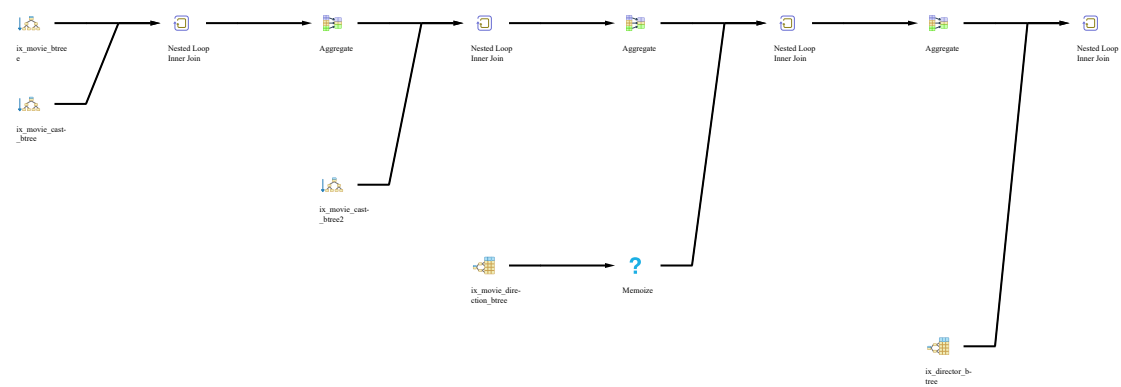 ix_movie_btree
e
Nested Loop
Inner Join
Aggregate
Nested Loop
Inner Join
Aggregate
Nested Loop
Inner Join
Aggregate
Nested Loop
Inner Join
ix_movie_cast-
_btree
ix_movie_cast-
_btree2
ix_movie_dire-
ction_btree
?
Memoize
ix_director_b-
tree